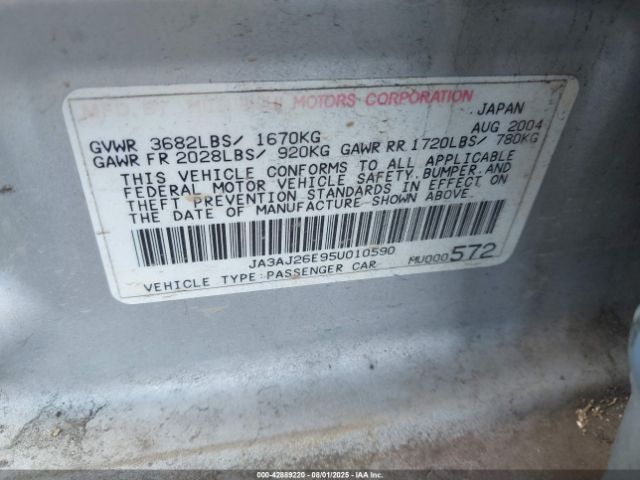 MOTORS CORPORATION
JAPAN
GVWR 3682LBS/ 1670KG AUG 2004
GAWR FR 2028LBS/ 920KG GAWR RR 1720LBS/ 780KG
THIS VEHICLE CONFORMS TO ALL APPLICABLE
FEDERAL MOTOR VEHICLE SAFETY, BUMPER, AND
THEFT PREVENTION STANDARDS IN EFFECT ON
THE DATE OF MANUFACTURE SHOWN ABOVE.
JA3AJ26E95U010590
VEHICLE TYPE:PASSENGER CAR MU000572
000-42889220 - 08/01/2025 - IAAI, Inc.